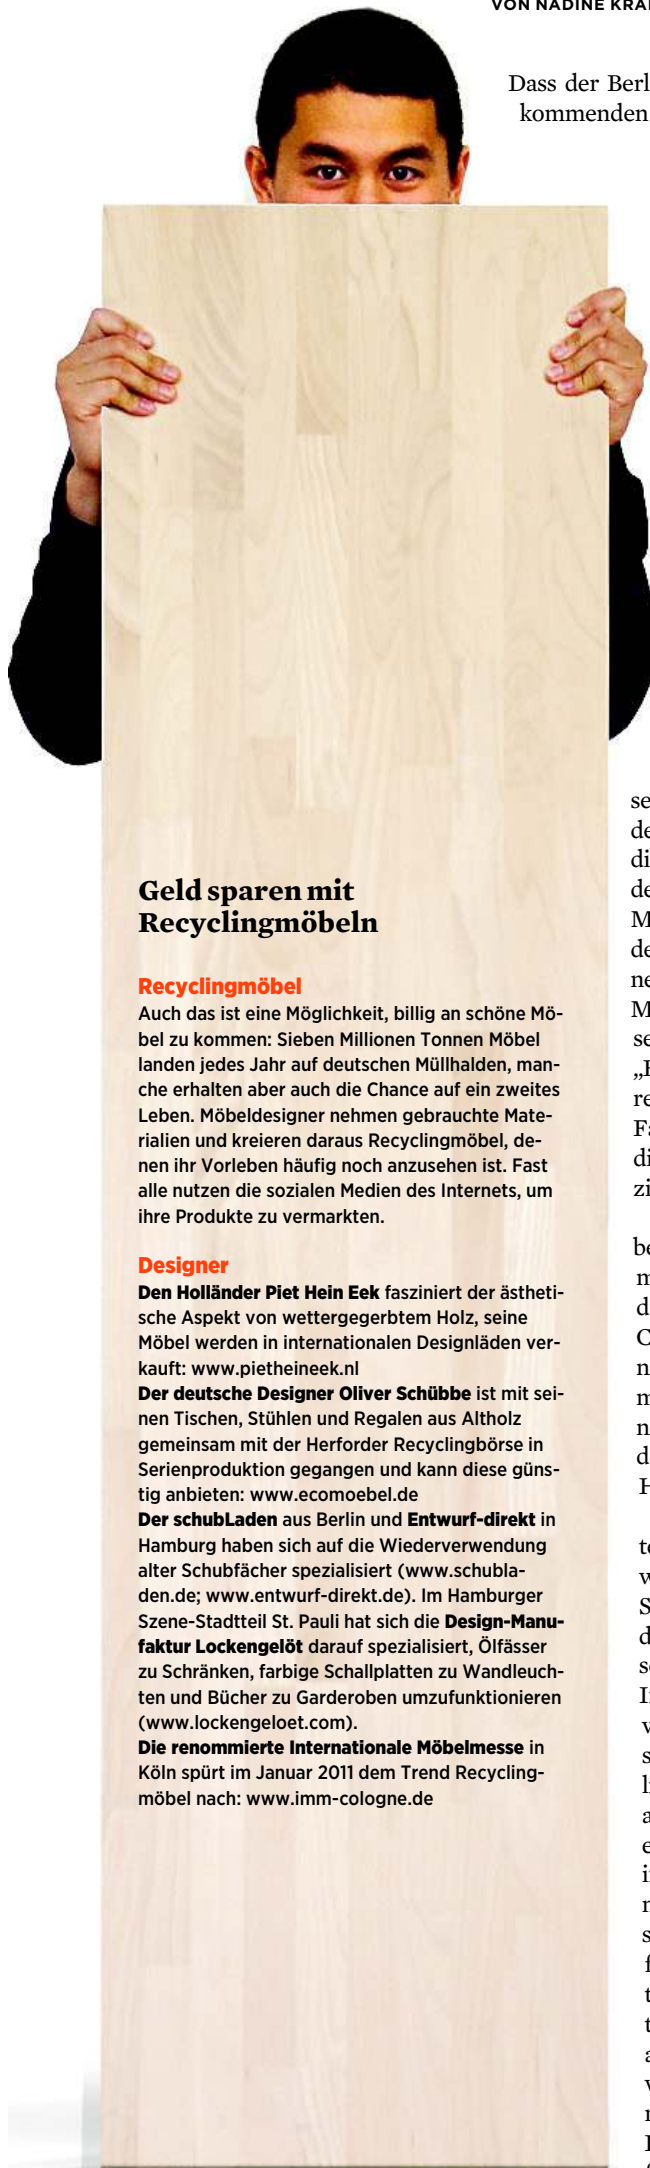 VON NADINE
Dass der
kommenden
Geld sparen mit
Recyclingmöbeln
Recyclingmöbel
Auch das ist eine Möglichkeit, billig an schöne Mö-
bel zu kommen: Sieben Millionen Tonnen Möbel
landen jedes Jahr auf deutschen Müllhalden, man-
che erhalten aber auch die Chance auf ein zweites
Leben. Möbeldesigner nehmen gebrauchte Mate-
rialien und kreieren daraus Recyclingmöbel, de-
nen ihr Vorleben häufig noch anzusehen ist. Fast
alle nutzen die sozialen Medien des Internets, um
ihre Produkte zu vermarkten.
Designer
Den Holländer Piet Hein Eek fasziniert der ästheti-
sche Aspekt von wettergegerbtem Holz, seine
Möbel werden in internationalen Designläden ver-
kauft: www.pietheineek.nl
Der deutsche Designer Oliver Schübbe ist mit sei-
nen Tischen, Stühlen und Regalen aus Altholz
gemeinsam mit der Herforder Recyclingbörse in
Serienproduktion gegangen und kann diese güns-
tig anbieten: www.ecomoebel.de
Der schubLaden aus Berlin und Entwurf-direkt in
Hamburg haben sich auf die Wiederverwendung
alter Schubfächer spezialisiert (www.schubla-
den.de; www.entwurf-direkt.de). Im Hamburger
Szene-Stadtteil St. Pauli hat sich die Design-Manu-
faktur Lockengelöt darauf spezialisiert, Ölfässer
zu Schränken, farbige Schallplatten zu Wandleuch-
ten und Bücher zu Garderoben umzufunktionieren
(www.lockengeloet.com).
Die renommierte Internationale Möbelmesse in
Köln spürt im Januar 2011 dem Trend Recycling-
möbel nach: www.imm-cologne.de